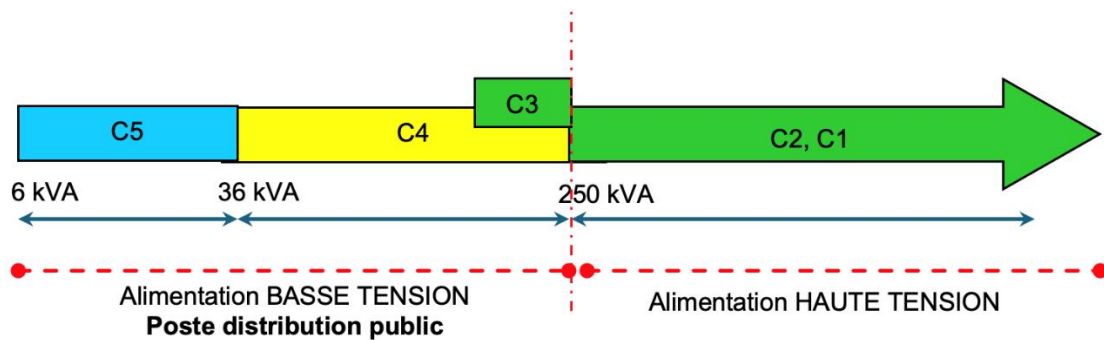 C3
C5
C4
C2, C1
6 kVA
36 kVA
250 kVA
Alimentation BASSE TENSION
Poste distribution public
Alimentation HAUTE TENSION